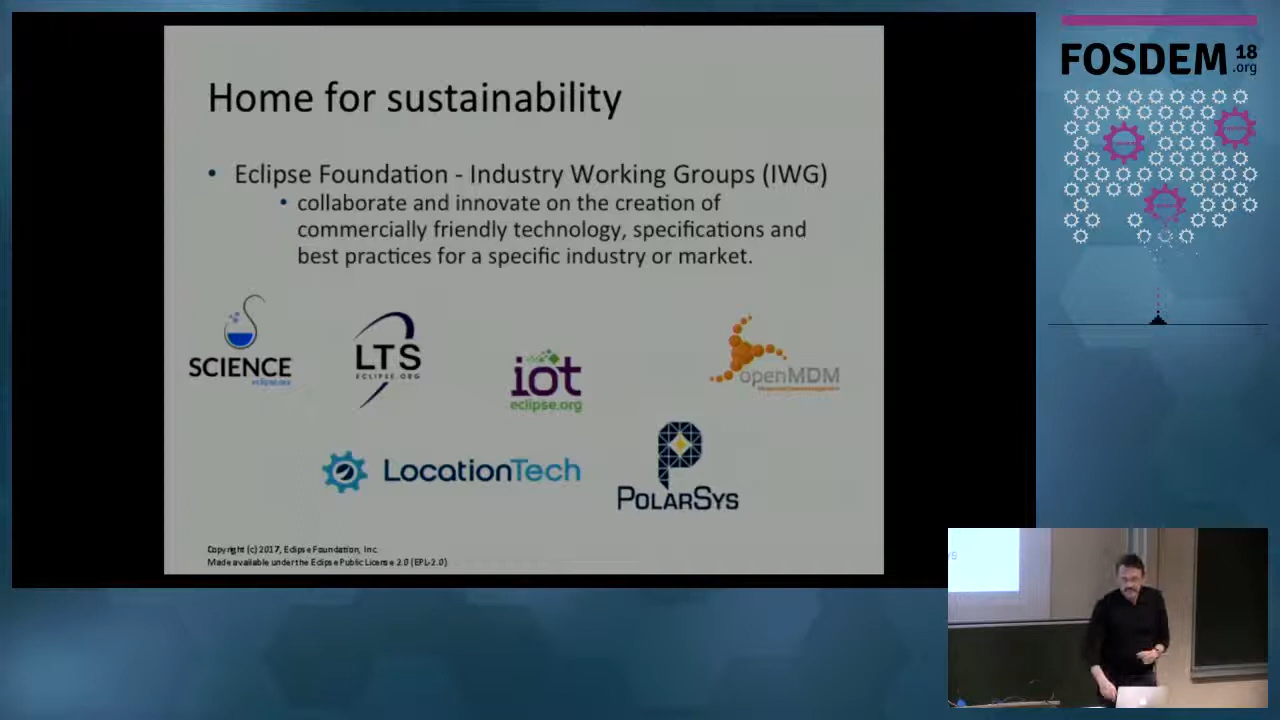 Home for sustainability
• Eclipse Foundation - Industry Working Groups (IWG)
• collaborate and innovate on the creation of
commercially friendly technology, specifications and
best practices for a specific industry or market.
SCIENCE
eclipse.org
LTS
ECLIPSE.ORG
iot
eclipse.org
openMDM
LocationTech
POLARSYS
Copyright (c) 2017, Eclipse Foundation, Inc.
Made available under the Eclipse Public License 2.0 (EPL-2.0)
FOSDEM 18
.org